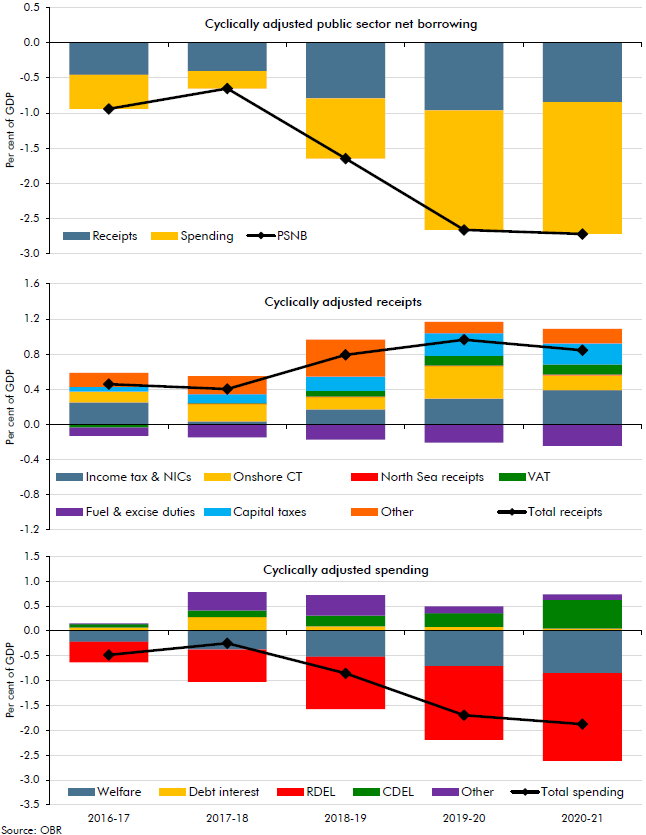 Cyclically adjusted public sector net borrowing
0.5
0.0
-0.5
-1.0
-1.5
-2.0
-2.5
-3.0
Per cent of GDP
Receipts Spending PSNB
Cyclically adjusted receipts
1.6
1.2
0.8
0.4
0.0
-0.4
-0.8
-1.2
Per cent of GDP
Income tax & NICs Onshore CT North Sea receipts VAT
Fuel & excise duties Capital taxes Other Total receipts
Cyclically adjusted spending
1.5
1.0
0.5
0.0
-0.5
-1.0
-1.5
-2.0
-2.5
-3.0
-3.5
Per cent of GDP
Welfare Debt interest RDEL CDEL Other Total spending
2016-17 2017-18 2018-19 2019-20 2020-21
Source: OBR